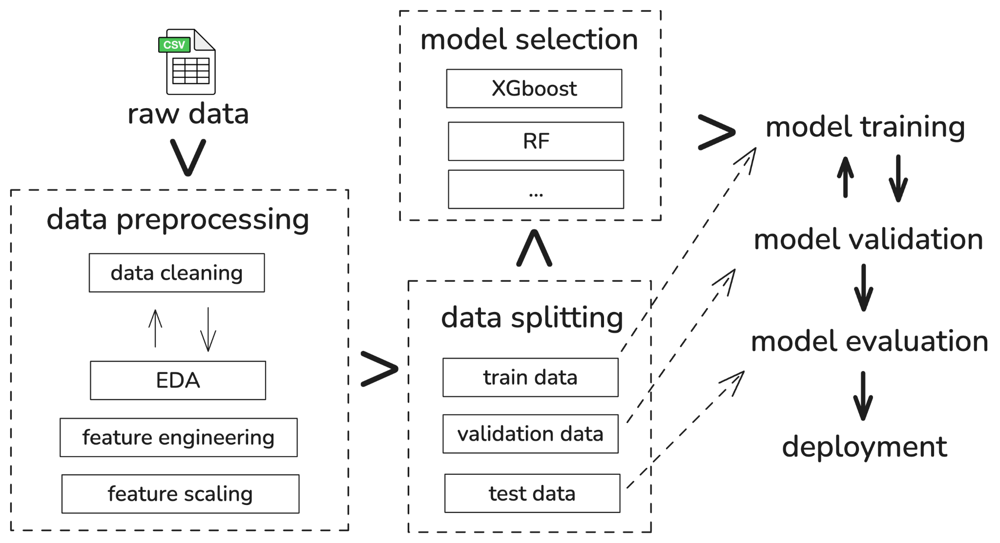 CSV
raw data
data preprocessing
data cleaning
EDA
feature engineering
feature scaling
data splitting
train data
validation data
test data
model selection
XGboost
RF
...
model training
model validation
model evaluation
deployment